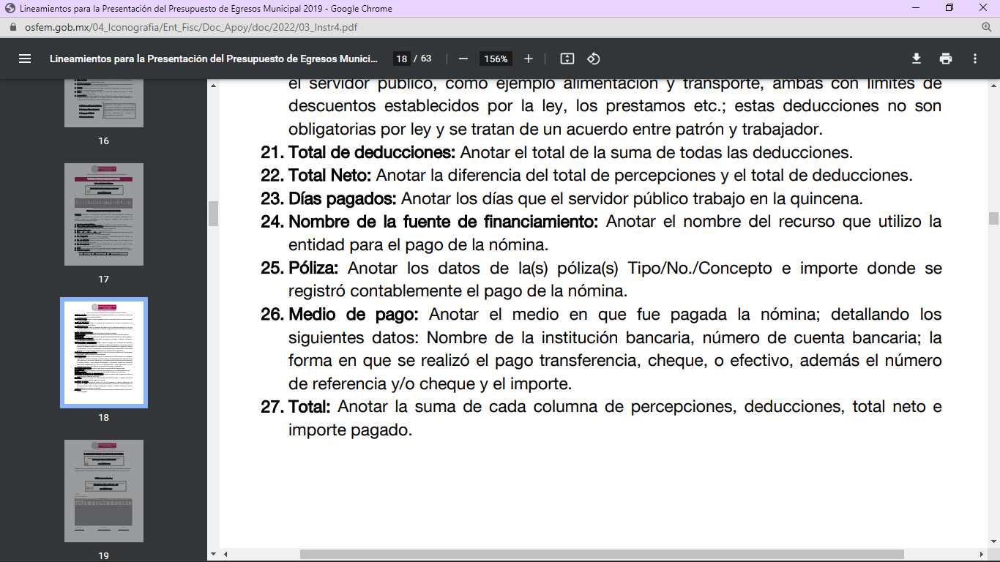 Lineamientos para la Presentación del Presupuesto de Egresos Municipal 2019 - Google Chrome
osfem.gob.mx/04_Iconografia/Ent_Fisc/Doc_Apoy/doc/2022/03_Instr4.pdf
Lineamientos para la Presentación del Presupuesto de Egresos Munici... 18 / 63 156%
16
17
18
19
el servidor público, como ejemplo alimentación y transporte, ambas con límites de
descuentos establecidos por la ley, los prestamos etc.; estas deducciones no son
obligatorias por ley y se tratan de un acuerdo entre patrón y trabajador.
21. Total de deducciones: Anotar el total de la suma de todas las deducciones.
22. Total Neto: Anotar la diferencia del total de percepciones y el total de deducciones.
23. Días pagados: Anotar los días que el servidor público trabajo en la quincena.
24. Nombre de la fuente de financiamiento: Anotar el nombre del recurso que utilizo la
entidad para el pago de la nómina.
25. Póliza: Anotar los datos de la(s) póliza(s) Tipo/No./Concepto e importe donde se
registró contablemente el pago de la nómina.
26. Medio de pago: Anotar el medio en que fue pagada la nómina; detallando los
siguientes datos: Nombre de la institución bancaria, número de cuenta bancaria; la
forma en que se realizó el pago transferencia, cheque, o efectivo, además el número
de referencia y/o cheque y el importe.
27. Total: Anotar la suma de cada columna de percepciones, deducciones, total neto e
importe pagado.